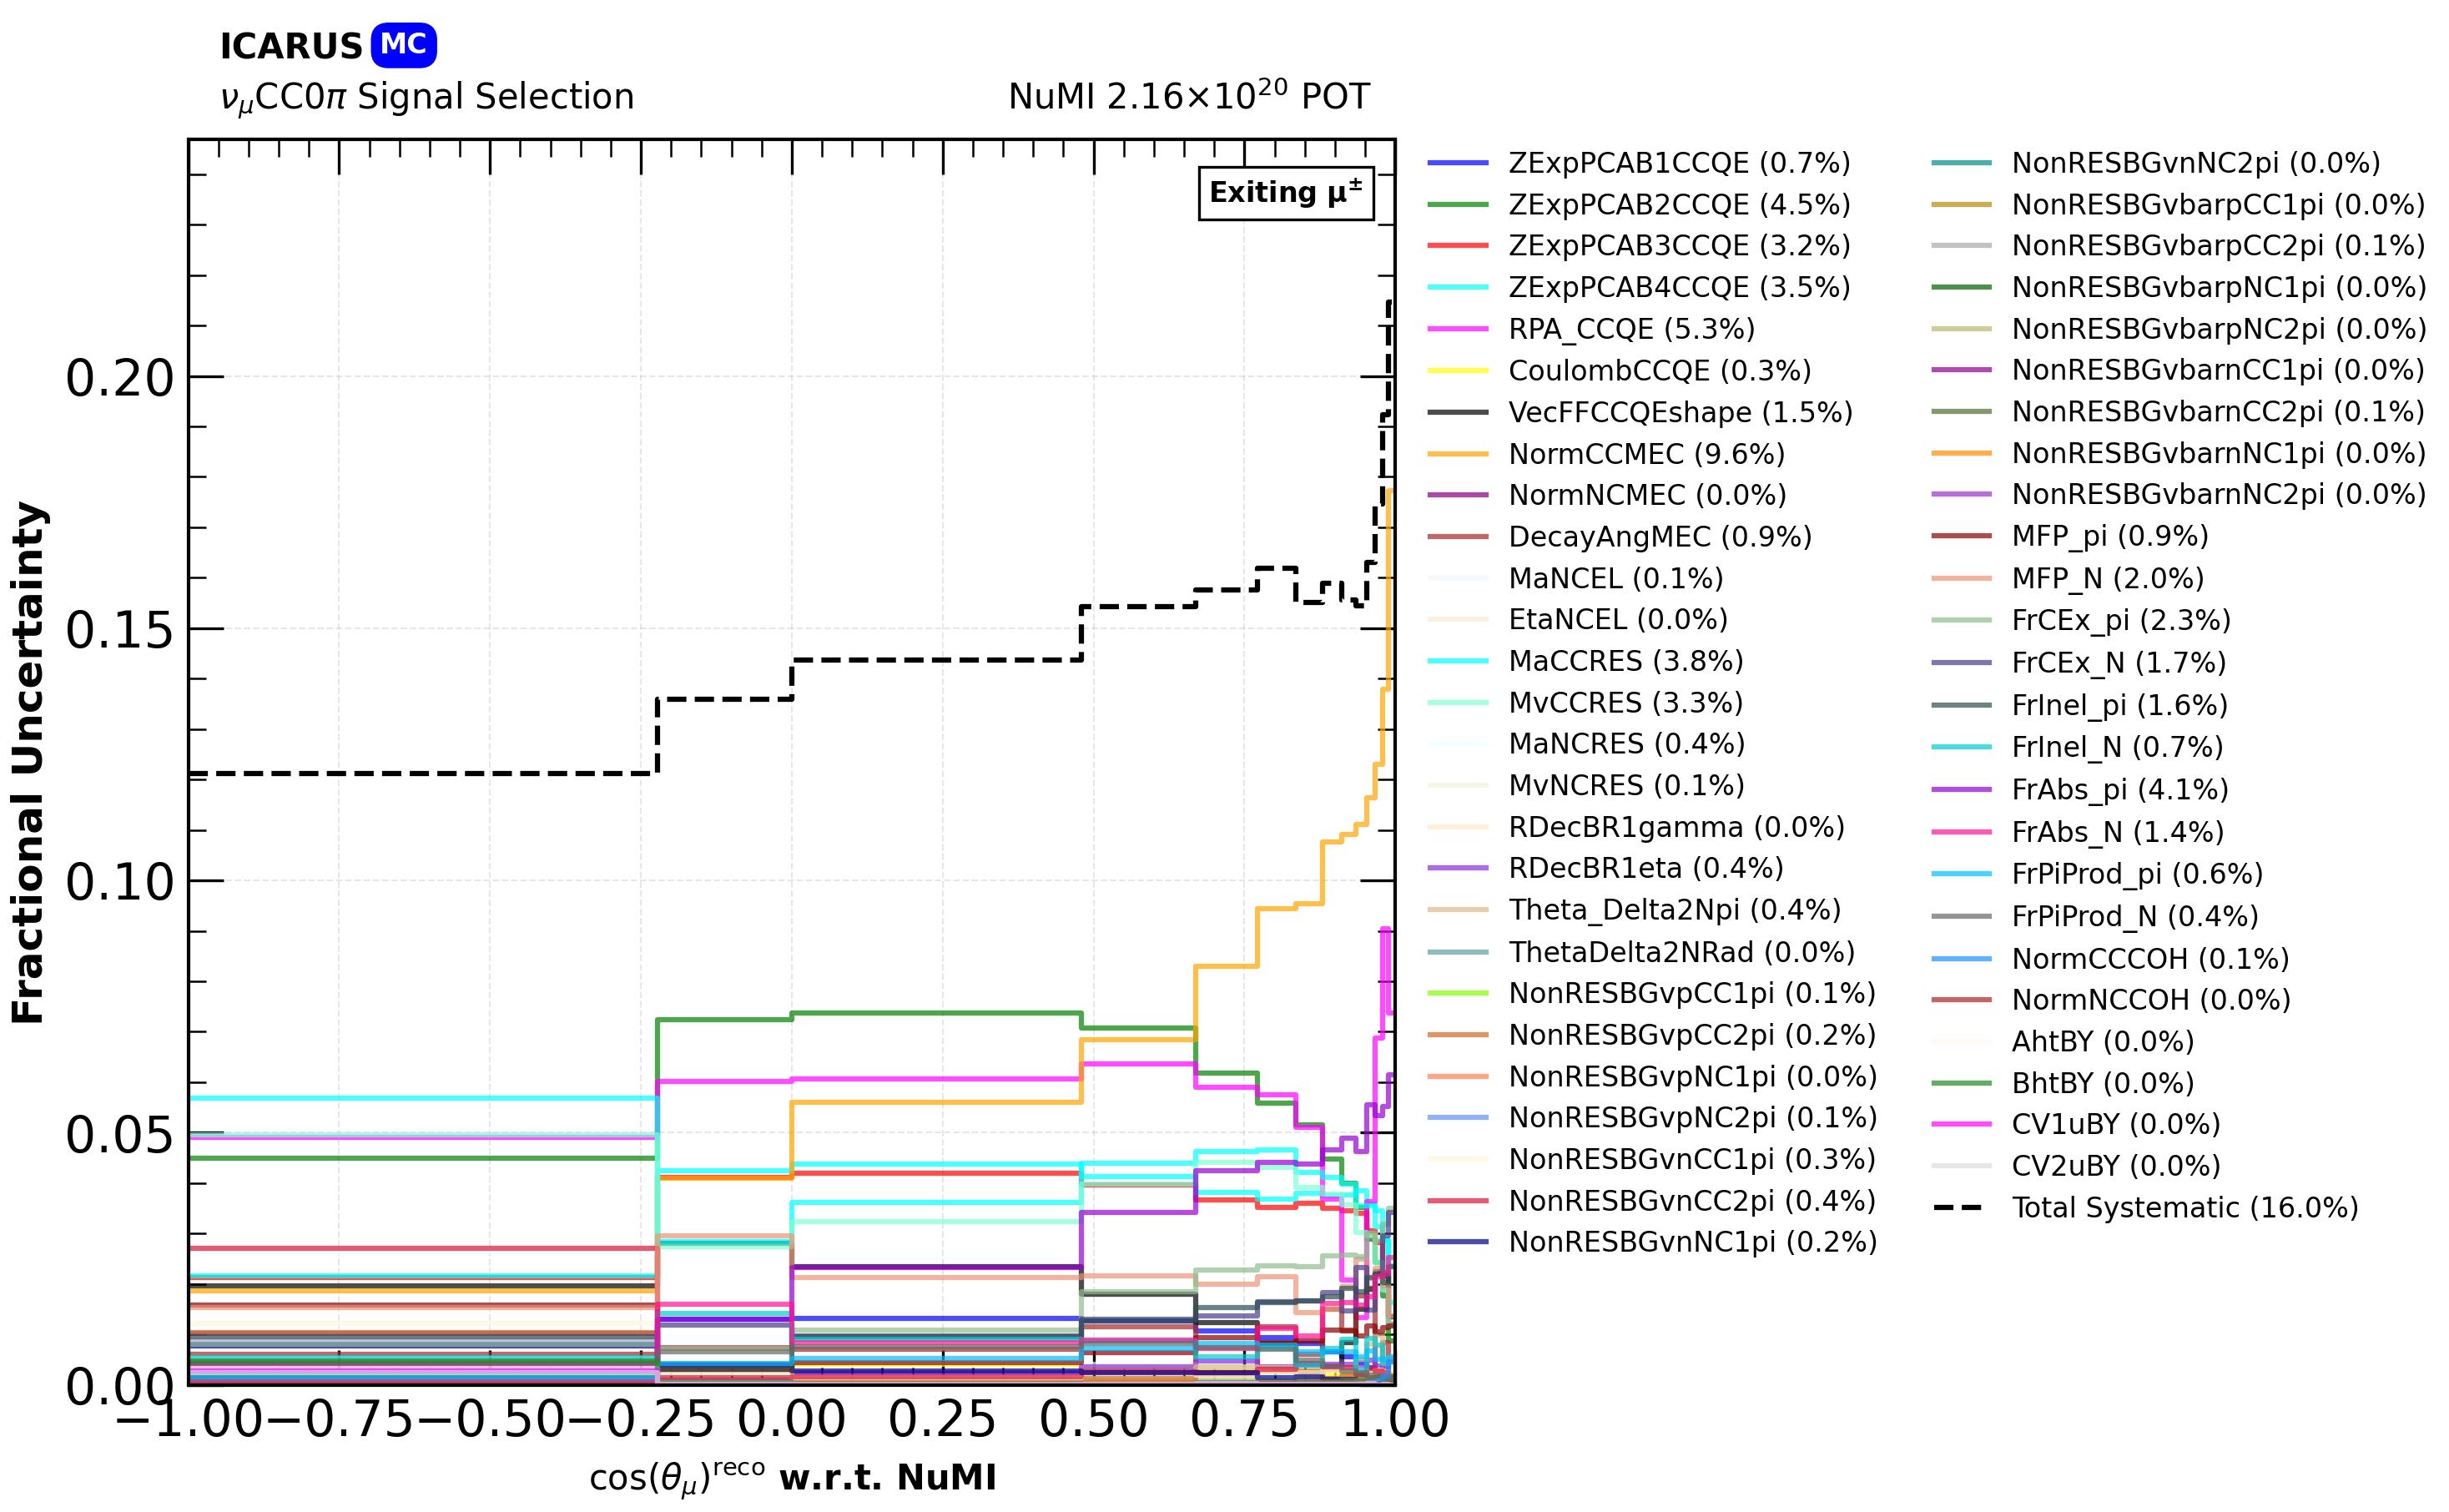 ICARUS MC
νμCC0π Signal Selection
NuMI 2.16×10²⁰ POT
Exiting μ±
Fractional Uncertainty
0.20
0.15
0.10
0.05
0.00
−1.00 −0.75 −0.50 −0.25 0.00 0.25 0.50 0.75 1.00
cos(θμ)reco w.r.t. NuMI
ZExpPCAB1CCQE (0.7%)
ZExpPCAB2CCQE (4.5%)
ZExpPCAB3CCQE (3.2%)
ZExpPCAB4CCQE (3.5%)
RPA_CCQE (5.3%)
CoulombCCQE (0.3%)
VecFFCCQEshape (1.5%)
NormCCMEC (9.6%)
NormNCMEC (0.0%)
DecayAngMEC (0.9%)
MaNCEL (0.1%)
EtaNCEL (0.0%)
MaCCRES (3.8%)
MvCCRES (3.3%)
MaNCRES (0.4%)
MvNCRES (0.1%)
RDecBR1gamma (0.0%)
RDecBR1eta (0.4%)
Theta_Delta2Npi (0.4%)
ThetaDelta2NRad (0.0%)
NonRESBGvpCC1pi (0.1%)
NonRESBGvpCC2pi (0.2%)
NonRESBGvpNC1pi (0.0%)
NonRESBGvpNC2pi (0.1%)
NonRESBGvnCC1pi (0.3%)
NonRESBGvnCC2pi (0.4%)
NonRESBGvnNC1pi (0.2%)
NonRESBGvnNC2pi (0.0%)
NonRESBGvbarpCC1pi (0.0%)
NonRESBGvbarpCC2pi (0.1%)
NonRESBGvbarpNC1pi (0.0%)
NonRESBGvbarpNC2pi (0.0%)
NonRESBGvbarnCC1pi (0.0%)
NonRESBGvbarnCC2pi (0.1%)
NonRESBGvbarnNC1pi (0.0%)
NonRESBGvbarnNC2pi (0.0%)
MFP_pi (0.9%)
MFP_N (2.0%)
FrCEx_pi (2.3%)
FrCEx_N (1.7%)
FrInel_pi (1.6%)
FrInel_N (0.7%)
FrAbs_pi (4.1%)
FrAbs_N (1.4%)
FrPiProd_pi (0.6%)
FrPiProd_N (0.4%)
NormCCCOH (0.1%)
NormNCCOH (0.0%)
AhtBY (0.0%)
BhtBY (0.0%)
CV1uBY (0.0%)
CV2uBY (0.0%)
Total Systematic (16.0%)